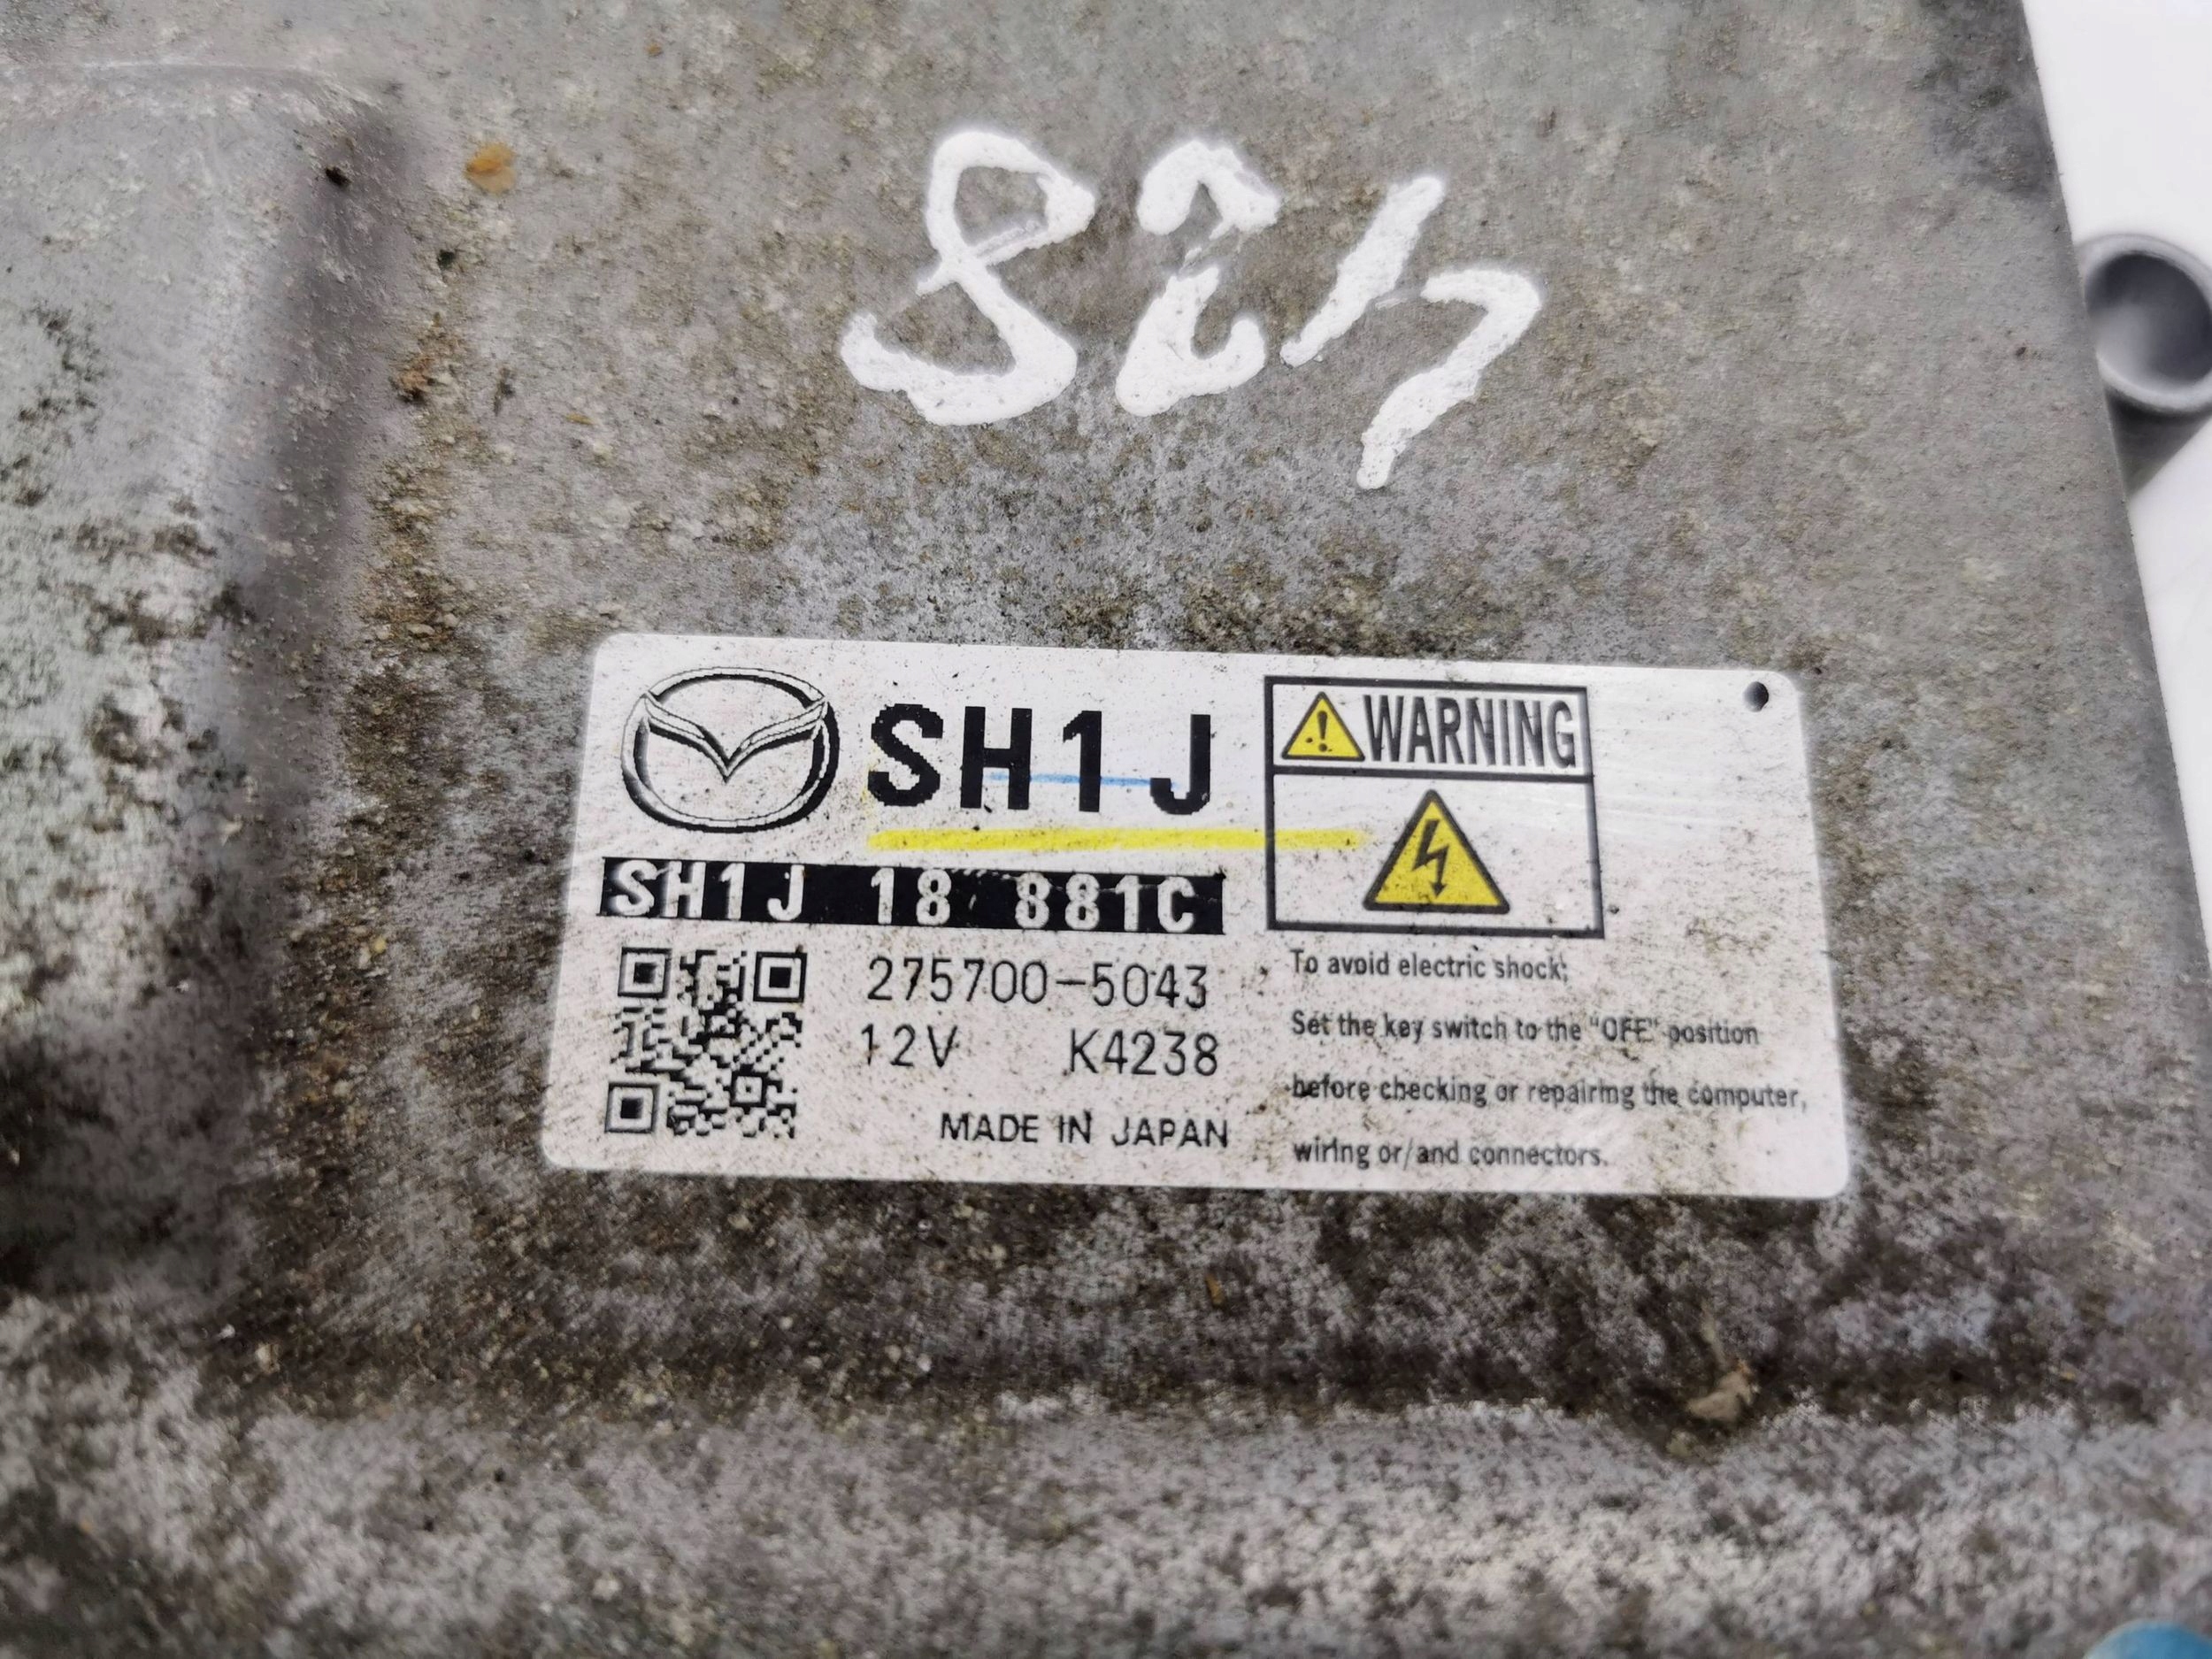 SH1J
SH1J 18 881C
275700-5043
12V K4238
MADE IN JAPAN
WARNING
To avoid electric shock;
Set the key switch to the "OFF" position
before checking or repairing the computer,
wiring or/and connectors.